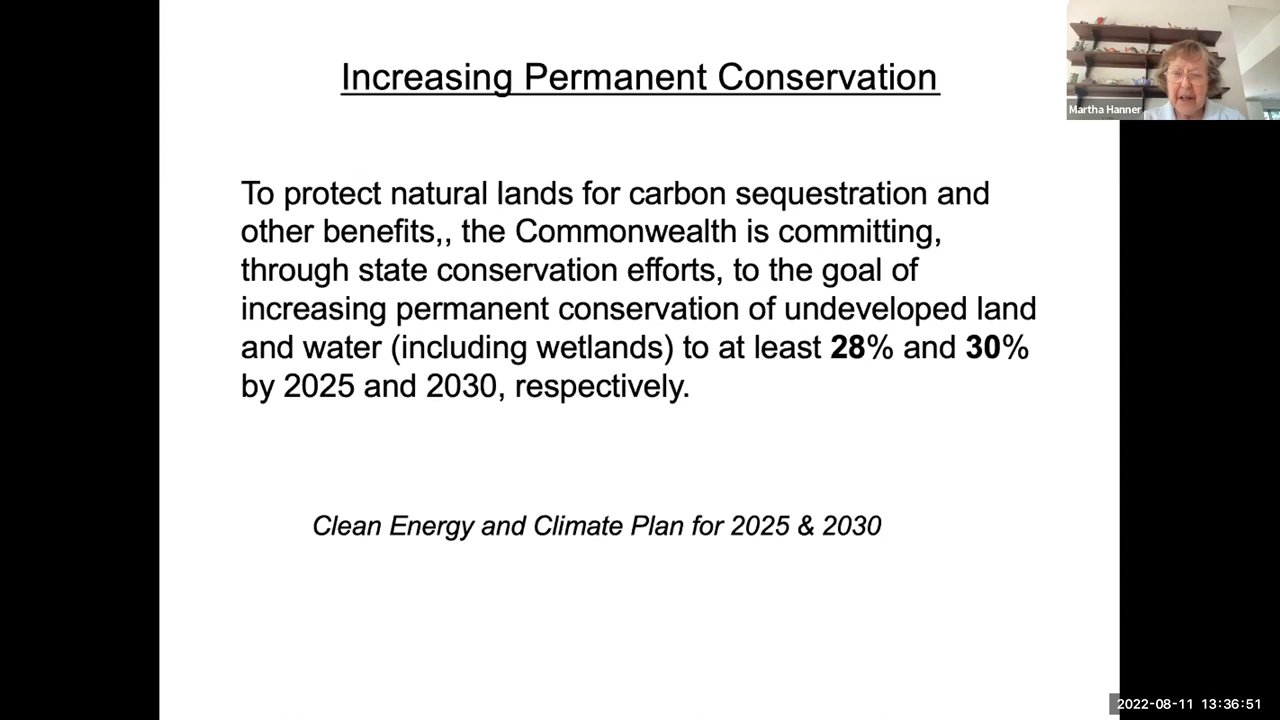 Increasing Permanent Conservation
Martha Hanner
To protect natural lands for carbon sequestration and
other benefits,, the Commonwealth is committing,
through state conservation efforts, to the goal of
increasing permanent conservation of undeveloped land
and water (including wetlands) to at least 28% and 30%
by 2025 and 2030, respectively.
Clean Energy and Climate Plan for 2025 & 2030
2022-08-11 13:36:51